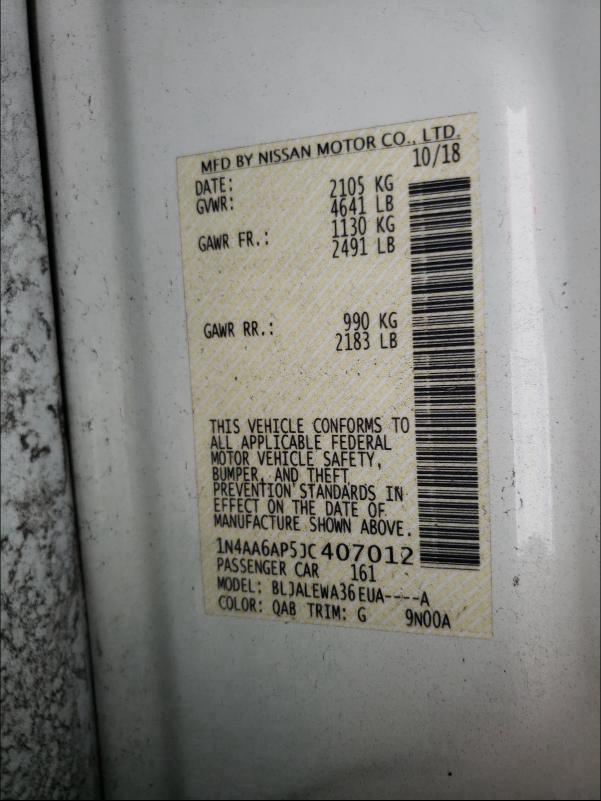 MFD BY NISSAN MOTOR CO., LTD.
10/18
DATE:
GVWR: 2105 KG
4641 LB
GAWR FR.: 1130 KG
2491 LB
GAWR RR.: 990 KG
2183 LB
THIS VEHICLE CONFORMS TO
ALL APPLICABLE FEDERAL
MOTOR VEHICLE SAFETY,
BUMPER, AND THEFT
PREVENTION STANDARDS IN
EFFECT ON THE DATE OF
MANUFACTURE SHOWN ABOVE.
1N4AA6AP5JC407012
PASSENGER CAR 161
MODEL: BLJALEWA36EUA----A
COLOR: QAB TRIM: G 9N00A